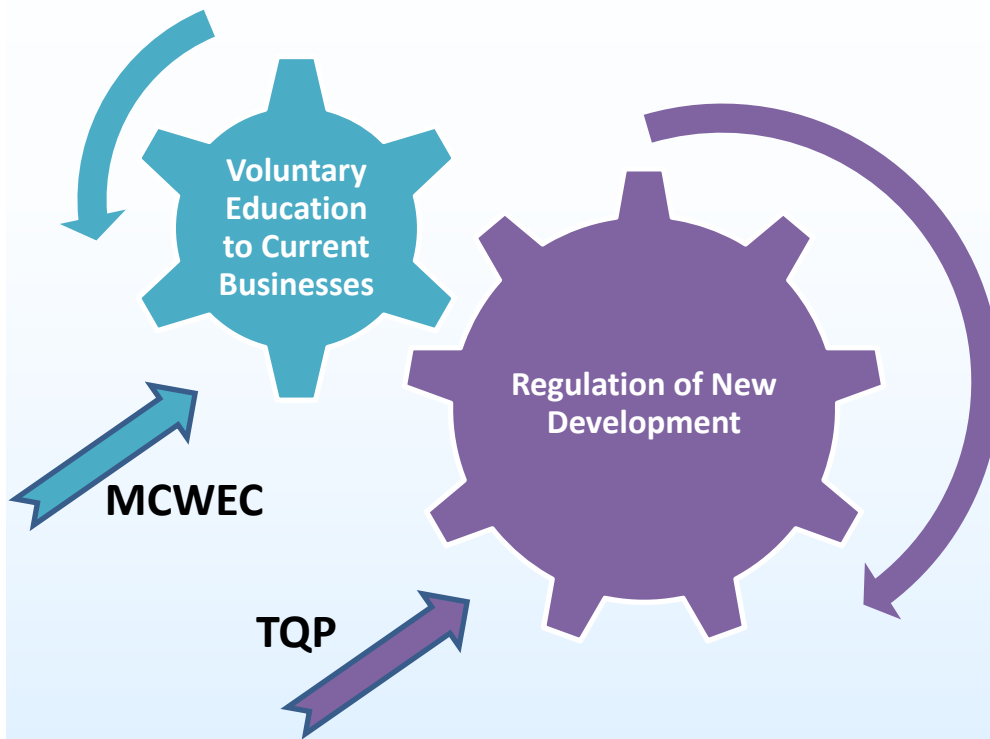 Voluntary
Education
to Current
Businesses
Regulation of New
Development
MCWEC
TQP